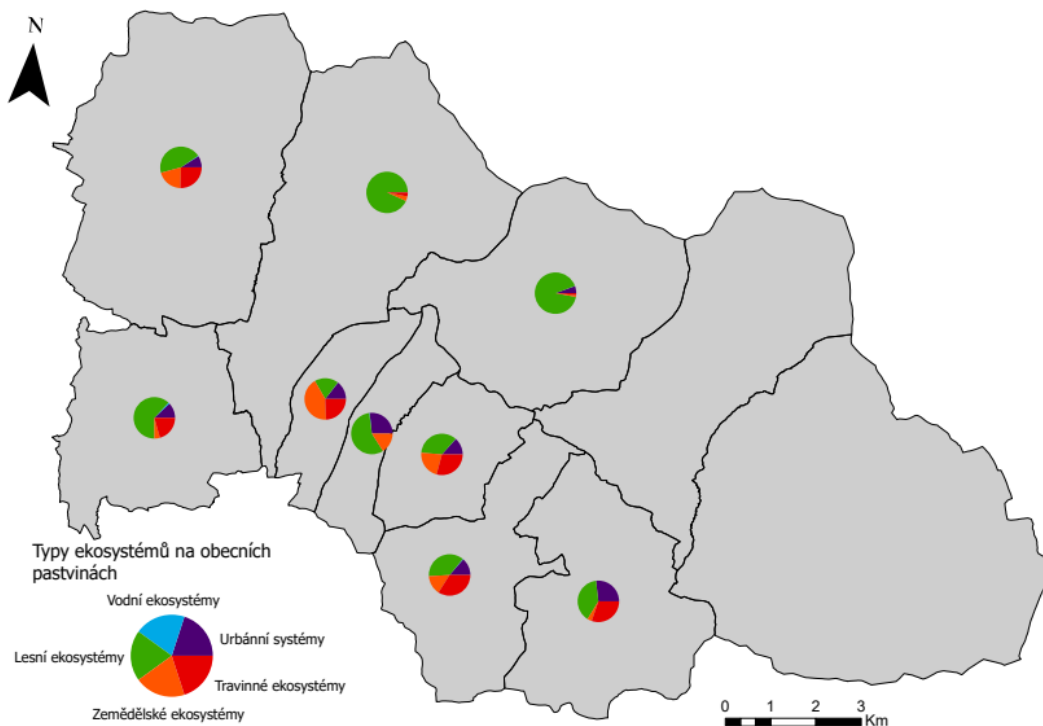 N
Typy ekosystémů na obecních
pastvinách
Vodní ekosystémy
Urbánní systémy
Lesní ekosystémy
Travinné ekosystémy
Zemědělské ekosystémy
0 1 2 3
Km